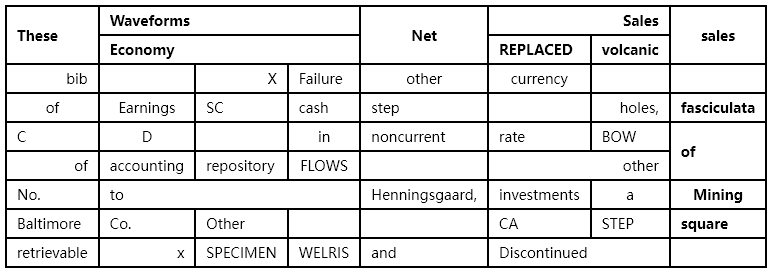 These Waveforms Net Sales sales
Economy REPLACED volcanic
bib X Failure other currency
of Earnings SC cash step holes, fasciculata
C D in noncurrent rate BOW of
of accounting repository FLOWS other
No. to Henningsgaard, investments a Mining
Baltimore Co. Other CA STEP square
retrievable x SPECIMEN WELRIS and Discontinued